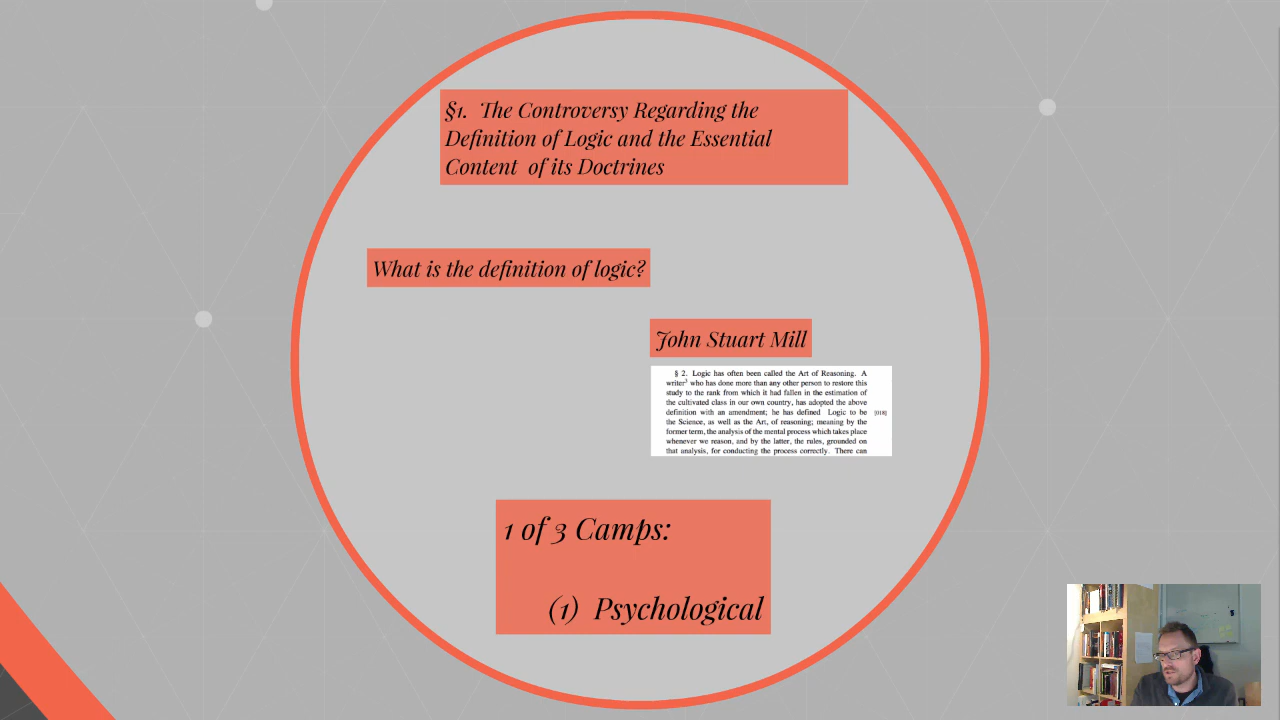 §1.  The Controversy Regarding the
Definition of Logic and the Essential
Content  of its Doctrines
What is the definition of logic?
John Stuart Mill
§ 2.  Logic has often been called the Art of Reasoning.  A
writer³ who has done more than any other person to restore this
study to the rank from which it had fallen in the estimation of
the cultivated class in our own country, has adopted the above
definition with an amendment; he has defined  Logic to be [018]
the Science, as well as the Art, of reasoning; meaning by the
former term, the analysis of the mental process which takes place
whenever we reason, and by the latter, the rules, grounded on
that analysis, for conducting the process correctly.  There can
1 of 3 Camps:
(1)  Psychological